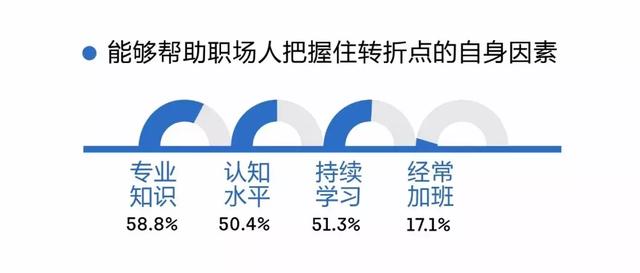 能够帮助职场人把握住转折点的自身因素
专业
知识
58.8%
认知
水平
50.4%
持续
学习
51.3%
经常
加班
17.1%